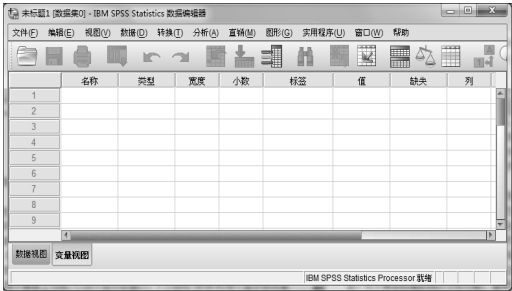 未标题1 [数据集0] - IBM SPSS Statistics 数据编辑器
文件(F) 编辑(E) 视图(V) 数据(D) 转换(T) 分析(A) 直销(M) 图形(G) 实用程序(U) 窗口(W) 帮助
名称 类型 宽度 小数 标签 值 缺失 列
1
2
3
4
5
6
7
8
9
数据视图 变量视图
IBM SPSS Statistics Processor 就绪